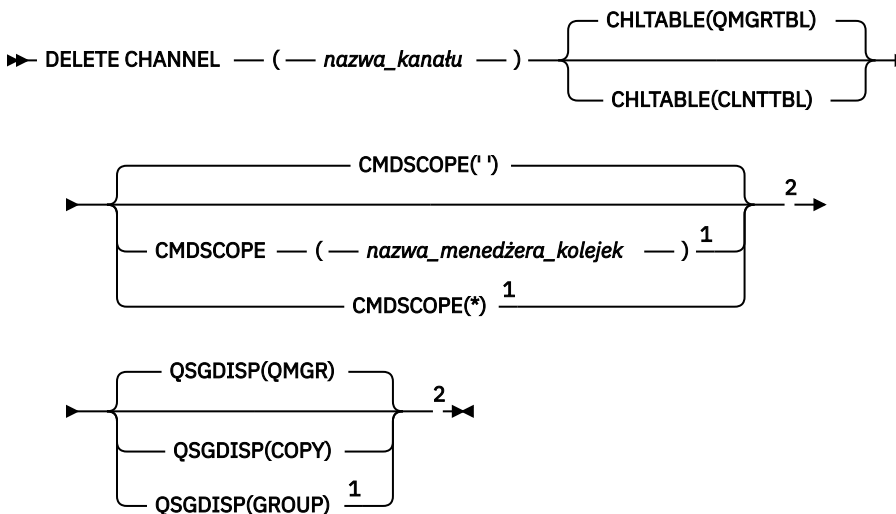 CHLTABLE(QMGRTBL)
DELETE CHANNEL ( nazwa_kanału )
CHLTABLE(CLNTTBL)
CMDSCOPE(' ')
2
CMDSCOPE ( nazwa_menedżera_kolejek ) 1
CMDSCOPE(*) 1
QSGDISP(QMGR)
2
QSGDISP(COPY)
QSGDISP(GROUP) 1